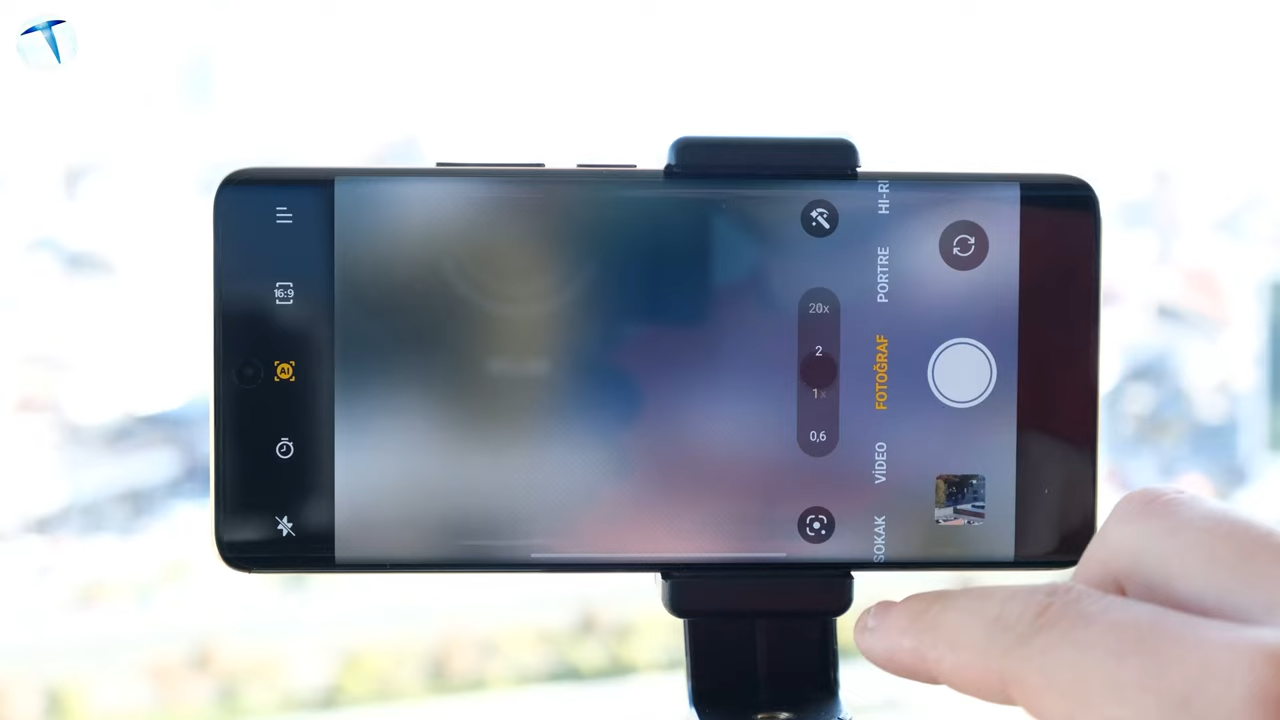 16:9
AI
20x
2
1x
0,6
HI-RI
PORTRE
FOTOĞRAF
VİDEO
SOKAK